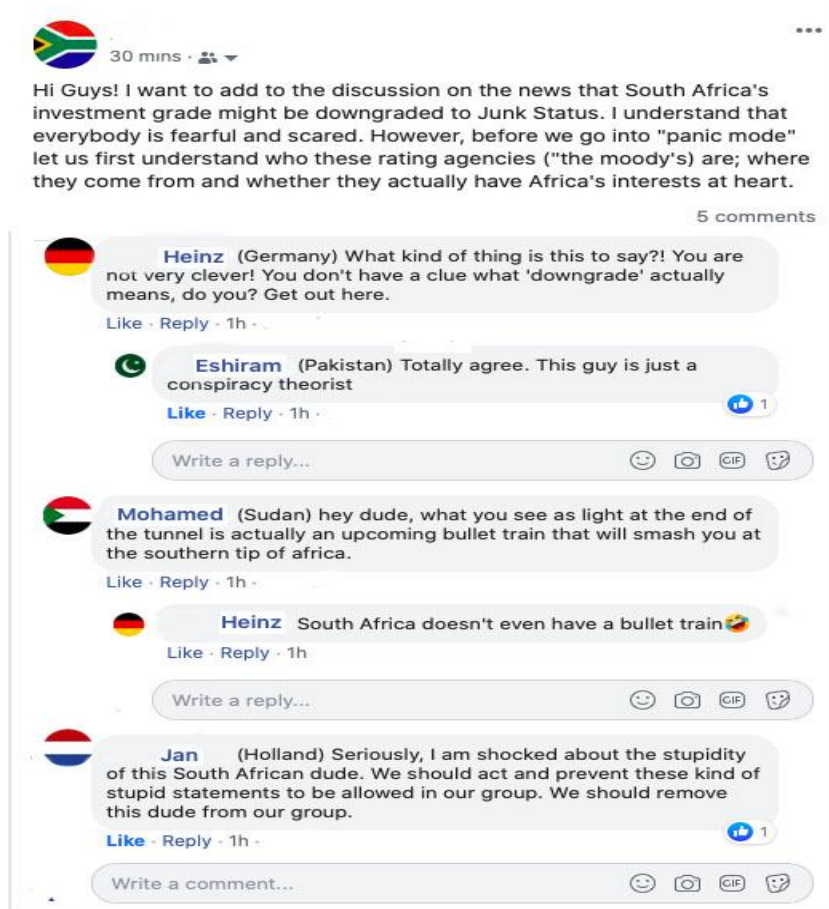 30 mins ·
Hi Guys! I want to add to the discussion on the news that South Africa's
investment grade might be downgraded to Junk Status. I understand that
everybody is fearful and scared. However, before we go into "panic mode"
let us first understand who these rating agencies ("the moody's) are; where
they come from and whether they actually have Africa's interests at heart.
5 comments
Heinz (Germany) What kind of thing is this to say?! You are
not very clever! You don't have a clue what 'downgrade' actually
means, do you? Get out here.
Like · Reply · 1h ·
Eshiram (Pakistan) Totally agree. This guy is just a
conspiracy theorist
1
Like · Reply · 1h ·
Write a reply... GIF
Mohamed (Sudan) hey dude, what you see as light at the end of
the tunnel is actually an upcoming bullet train that will smash you at
the southern tip of africa.
Like · Reply · 1h ·
Heinz South Africa doesn't even have a bullet train🤣
Like · Reply · 1h
Write a reply... GIF
Jan (Holland) Seriously, I am shocked about the stupidity
of this South African dude. We should act and prevent these kind of
stupid statements to be allowed in our group. We should remove
this dude from our group.
1
Like · Reply · 1h ·
Write a comment... GIF